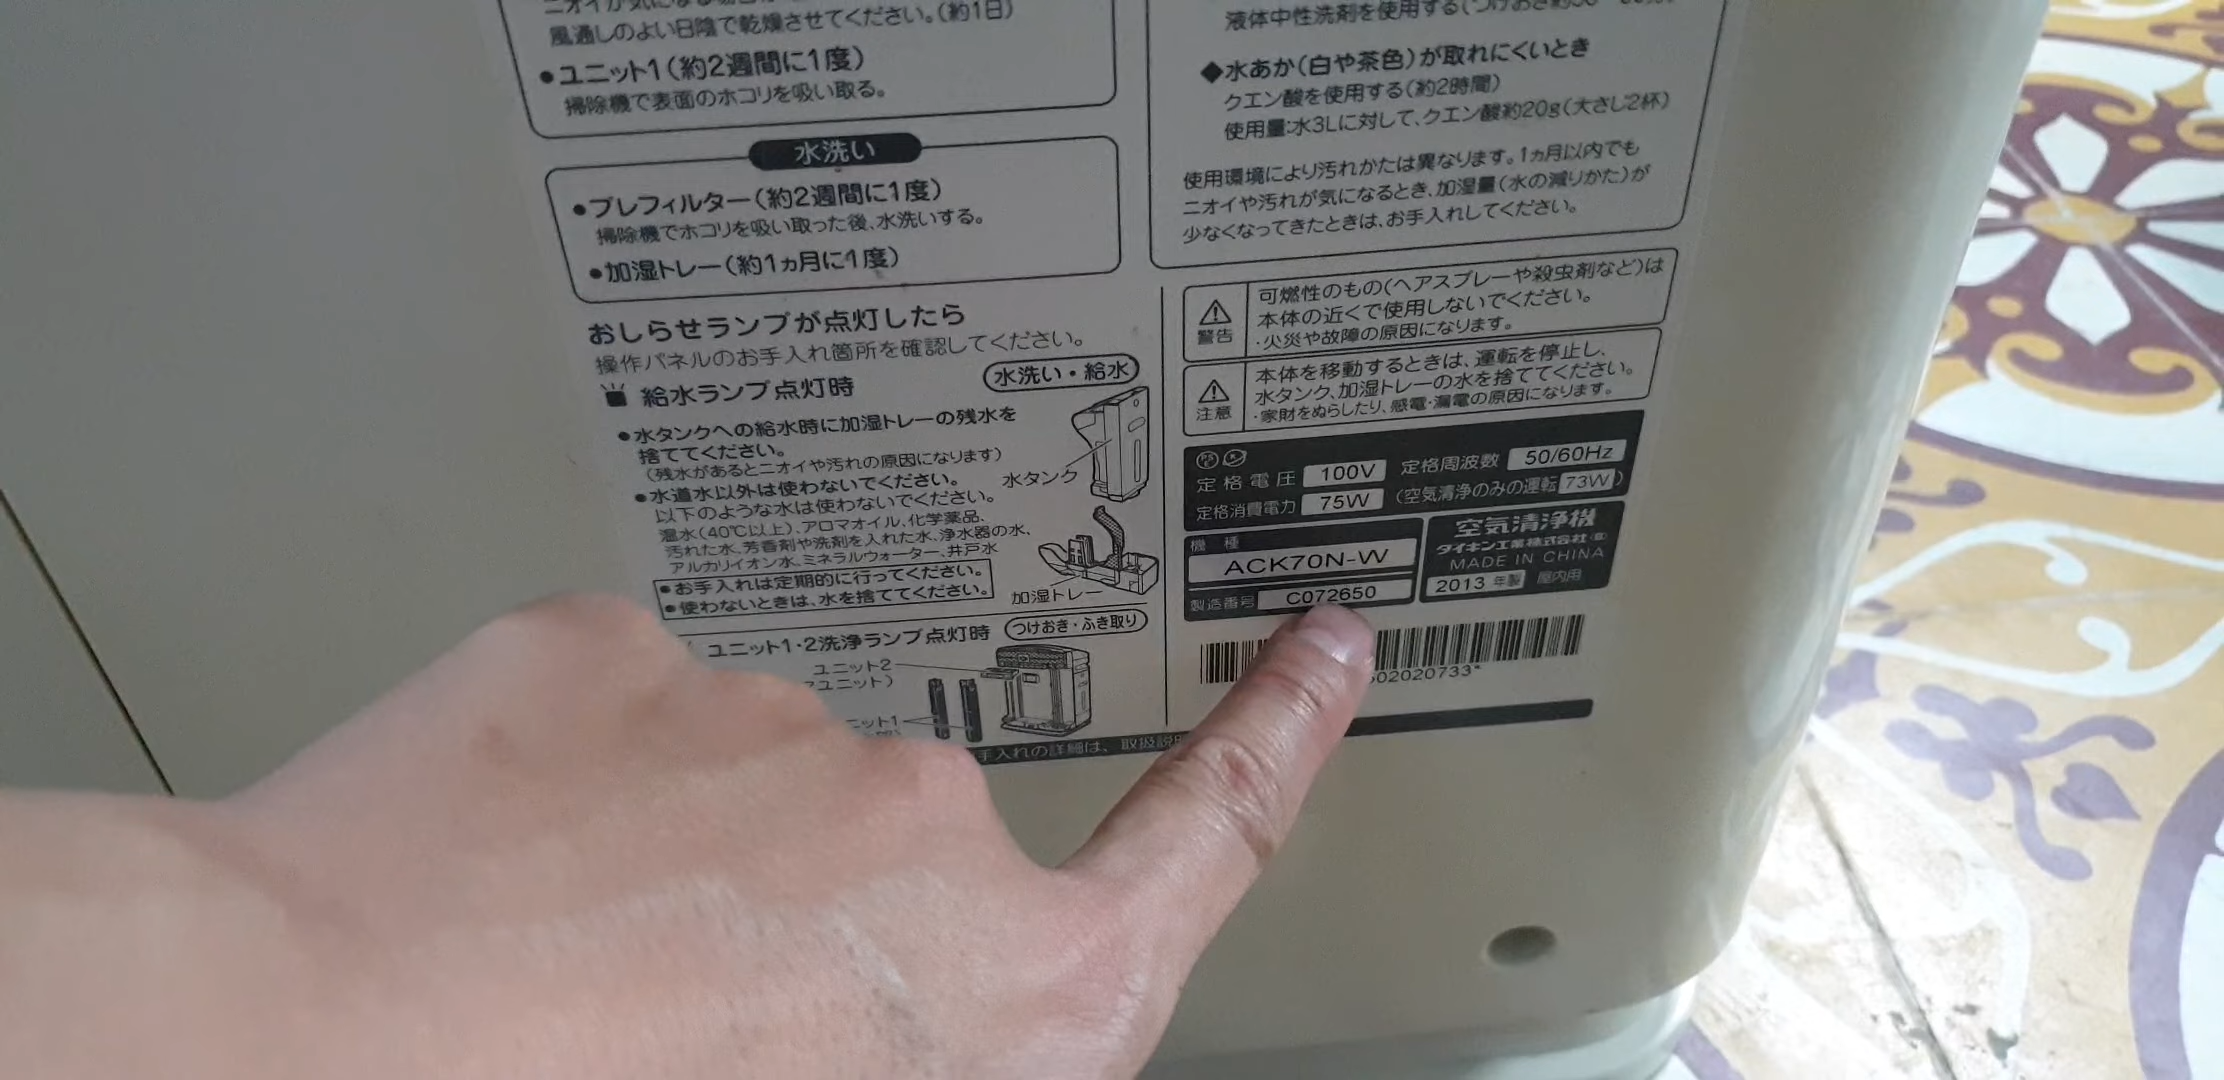 風通しのよい日陰で乾燥させてください。(約1日)
●ユニット1(約2週間に1度)
掃除機で表面のホコリを吸い取る。
水洗い
●プレフィルター(約2週間に1度)
掃除機でホコリを吸い取った後、水洗いする。
●加湿トレー(約1ヵ月に1度)
おしらせランプが点灯したら
操作パネルのお手入れ箇所を確認してください。
給水ランプ点灯時
水洗い・給水
●水タンクへの給水時に加湿トレーの残水を
捨ててください。
(残水があるとニオイや汚れの原因になります)
●水道水以外は使わないでください。
以下のような水は使わないでください。
温水(40℃以上)、アロマオイル、化学薬品、
汚れた水、芳香剤や洗剤を入れた水、浄水器の水、
アルカリイオン水、ミネラルウォーター、井戸水
水タンク
加湿トレー
●お手入れは定期的に行ってください。
●使わないときは、水を捨ててください。
ユニット1・2洗浄ランプ点灯時
つけおき・ふき取り
ユニット2
ユニット)
ニット1
手入れの詳細は、取扱説
液体中性洗剤を使用する
◆水あか(白や茶色)が取れにくいとき
クエン酸を使用する(約2時間)
使用量:水3Lに対して、クエン酸約20g(大さじ2杯)
使用環境により汚れかたは異なります。1ヵ月以内でも
ニオイや汚れが気になるとき、加湿量(水の減りかた)が
少なくなってきたときは、お手入れしてください。
警告
可燃性のもの(ヘアスプレーや殺虫剤など)は
本体の近くで使用しないでください。
・火災や故障の原因になります。
注意
本体を移動するときは、運転を停止し、
水タンク、加湿トレーの水を捨ててください。
・家財をぬらしたり、感電・漏電の原因になります。
定格電圧 100V 定格周波数 50/60Hz
定格消費電力 75W (空気清浄のみの運転 73W)
機種
ACK70N-W
製造番号 C072650
空気清浄機
ダイキン工業株式会社
MADE IN CHINA
2013 年製 屋内用
02020733*